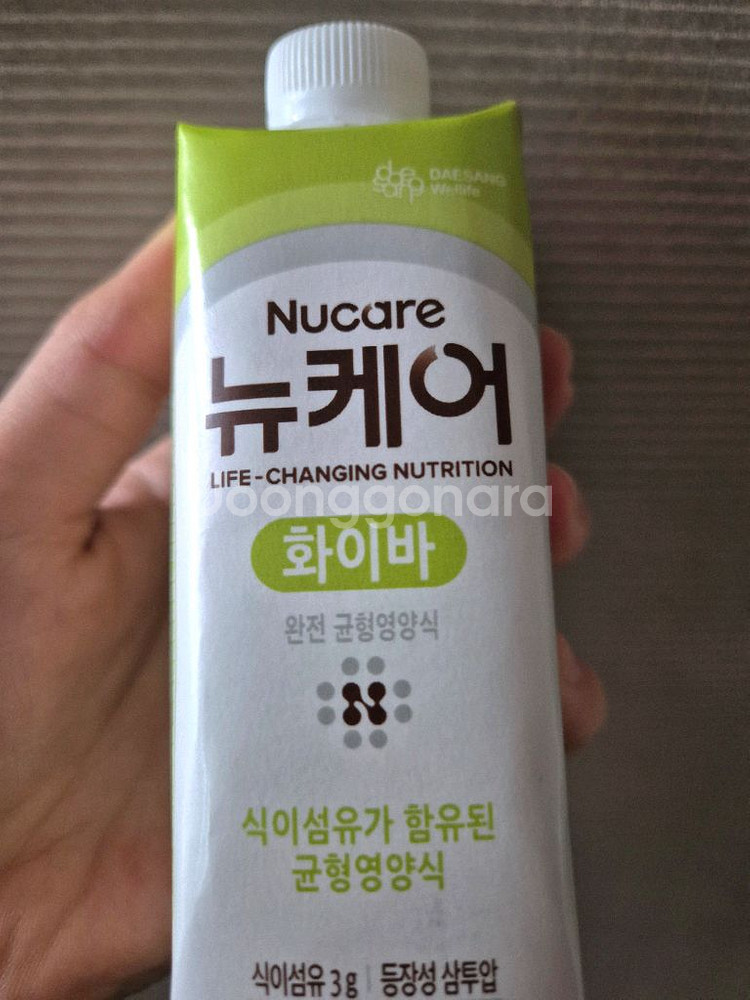 DAESANG
Wellife
Nucare
뉴케어
LIFE-CHANGING NUTRITION
joonggonara
화이바
완전 균형영양식
N
식이섬유가 함유된
균형영양식
식이섬유 3g | 등장성 삼투압